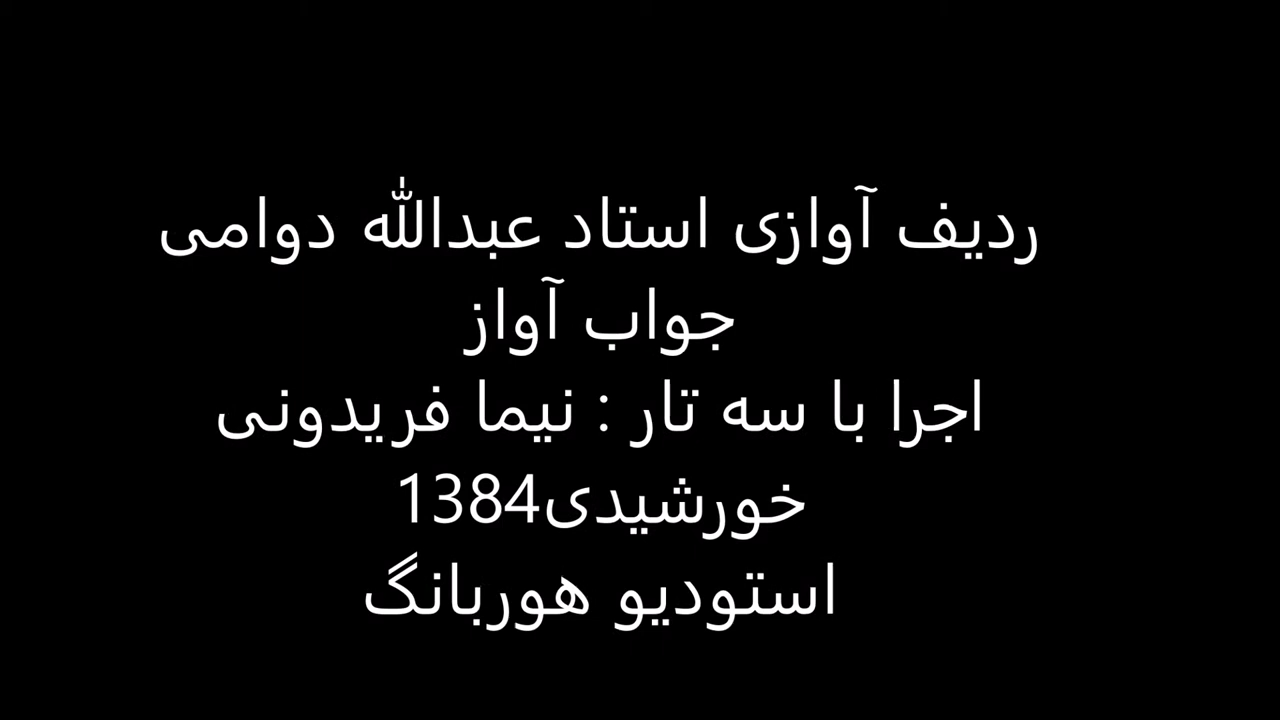 ردیف آوازی استاد عبدالله دوامی
جواب آواز
اجرا با سه تار : نیما فریدونی
خورشیدی1384
استودیو هوربانگ